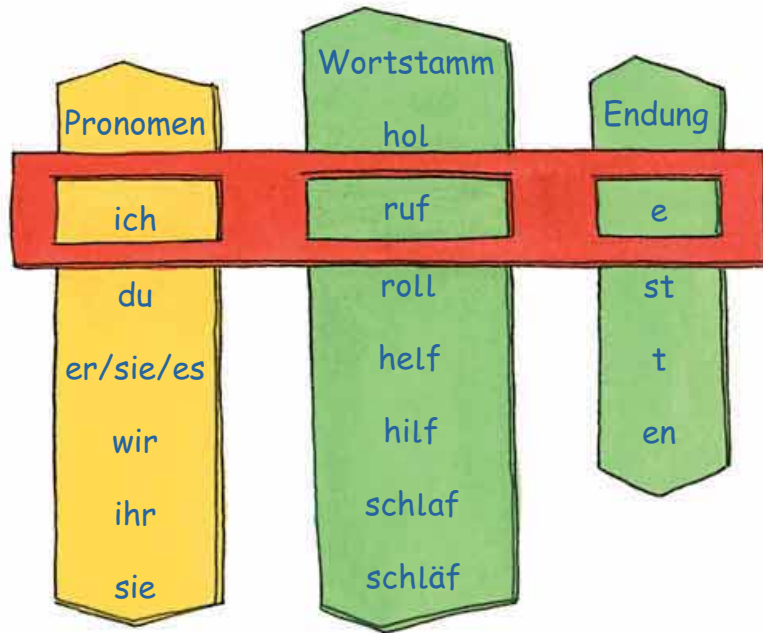 Pronomen
ich
du
er/sie/es
wir
ihr
sie
Wortstamm
hol
ruf
roll
helf
hilf
schlaf
schläf
Endung
e
st
t
en